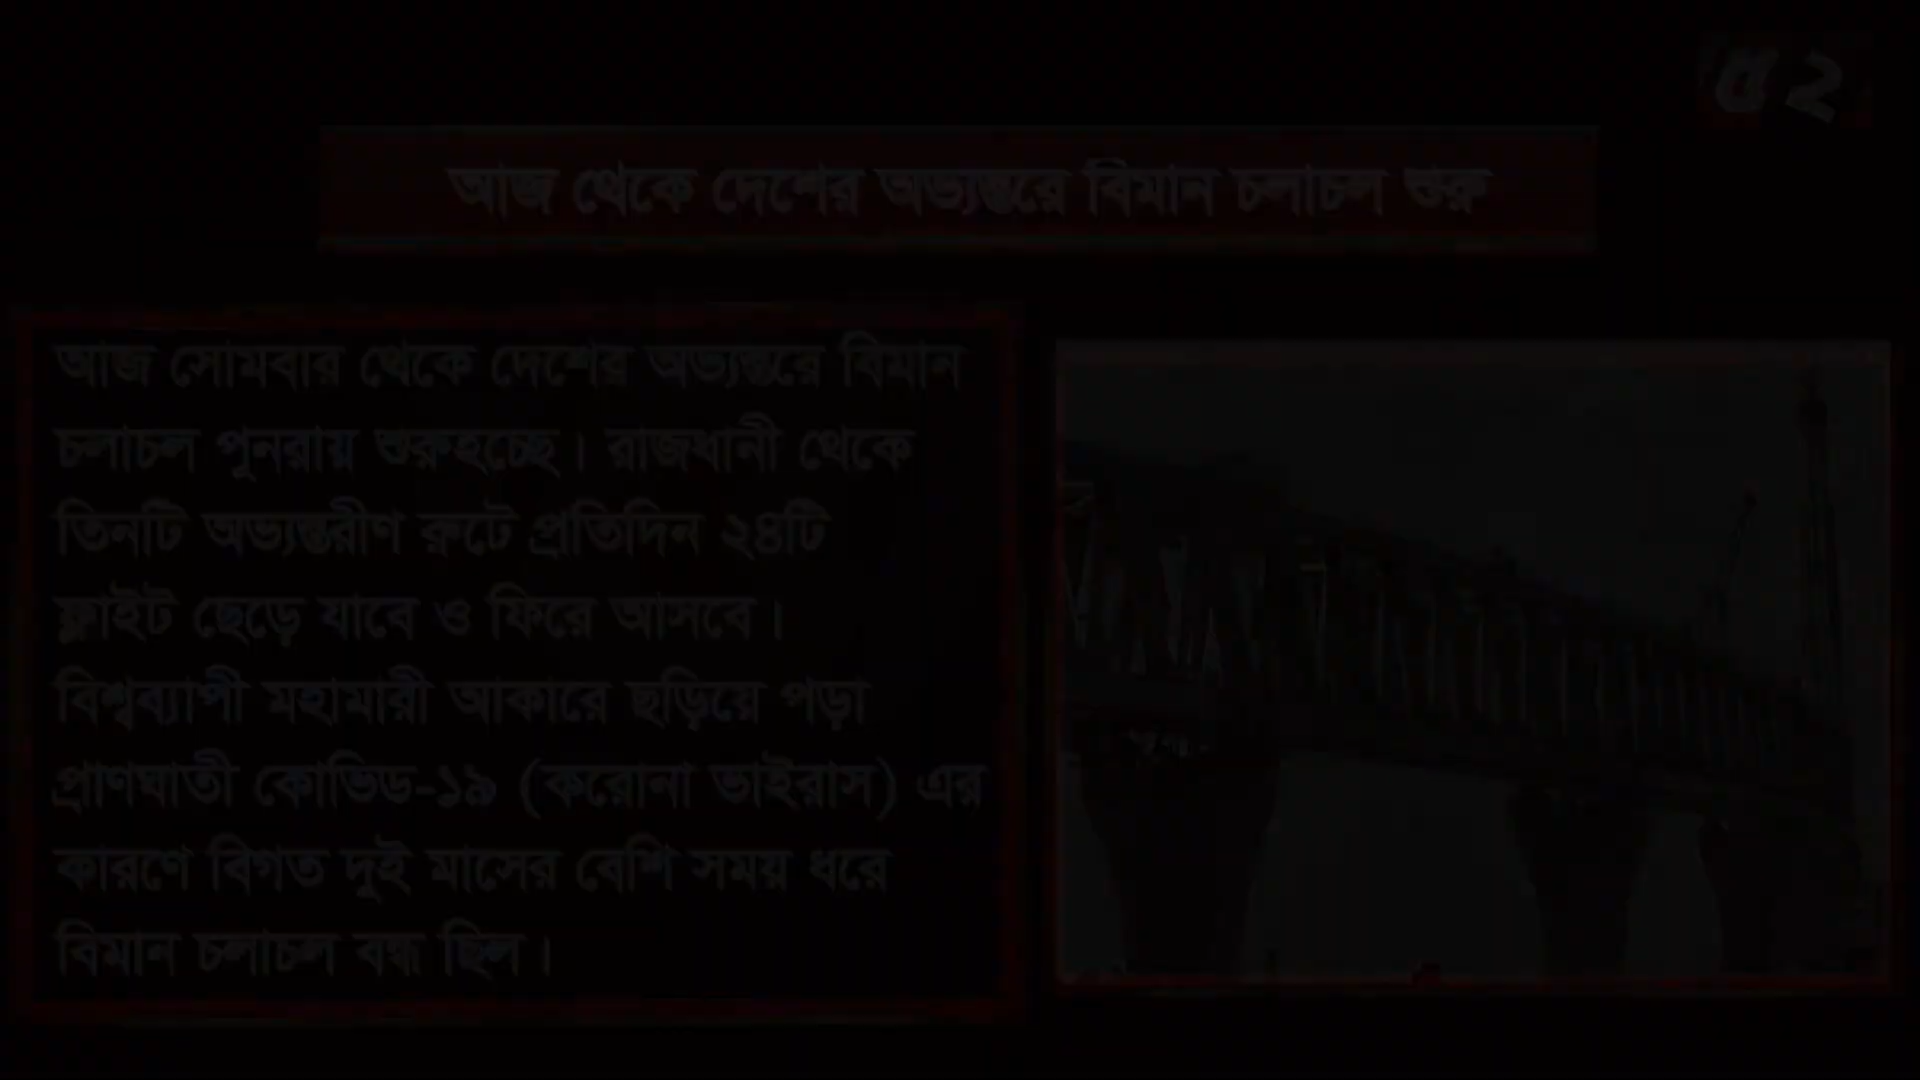 ৫২
আজ থেকে দেশের অভ্যন্তরে বিমান চলাচল শুরু
আজ সোমবার থেকে দেশের অভ্যন্তরে বিমান
চলাচল পুনরায় শুরুহচ্ছে। রাজধানী থেকে
তিনটি অভ্যন্তরীণ রুটে প্রতিদিন ২৪টি
ফ্লাইট ছেড়ে যাবে ও ফিরে আসবে।
বিশ্বব্যাপী মহামারী আকারে ছড়িয়ে পড়া
প্রাণঘাতী কোভিড-১৯ (করোনা ভাইরাস) এর
কারণে বিগত দুই মাসের বেশি সময় ধরে
বিমান চলাচল বন্ধ ছিল।